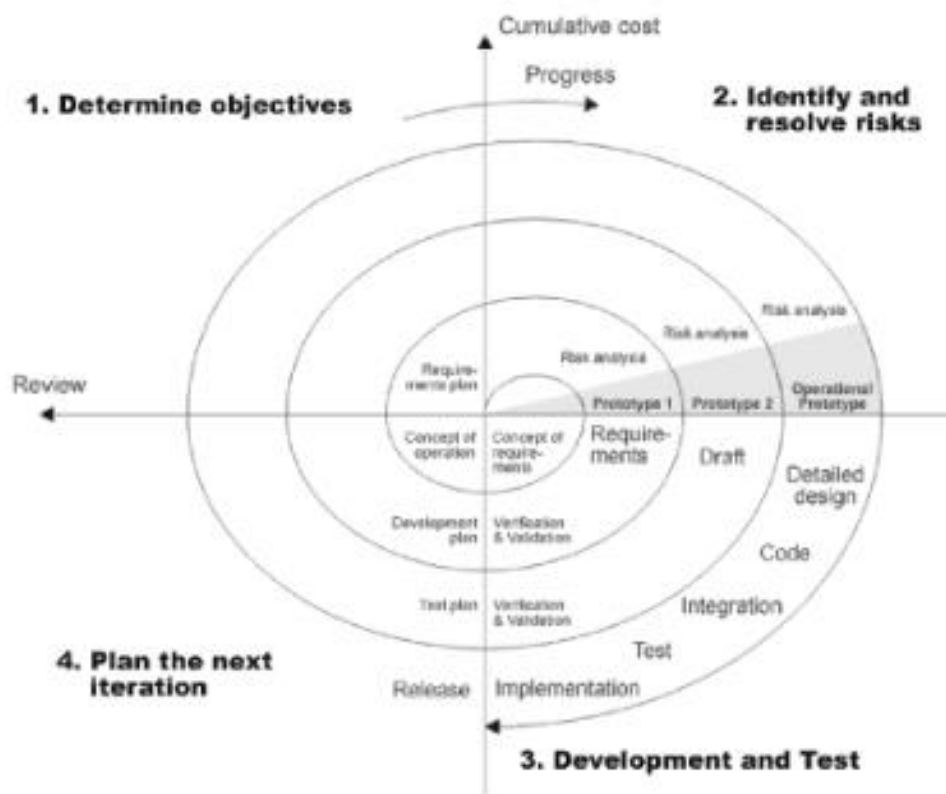 Cumulative cost
Progress
1. Determine objectives
2. Identify and
resolve risks
Risk analysis
Risk analysis
Risk analysis
Require-
ments plan
Review
Prototype 1
Prototype 2
Operational
Prototype
Concept of
operation
Concept of
require-
ments
Require-
ments
Draft
Detailed
design
Development
plan
Verification
& Validation
Code
Test plan
Verification
& Validation
Integration
Test
4. Plan the next
iteration
Release
Implementation
3. Development and Test